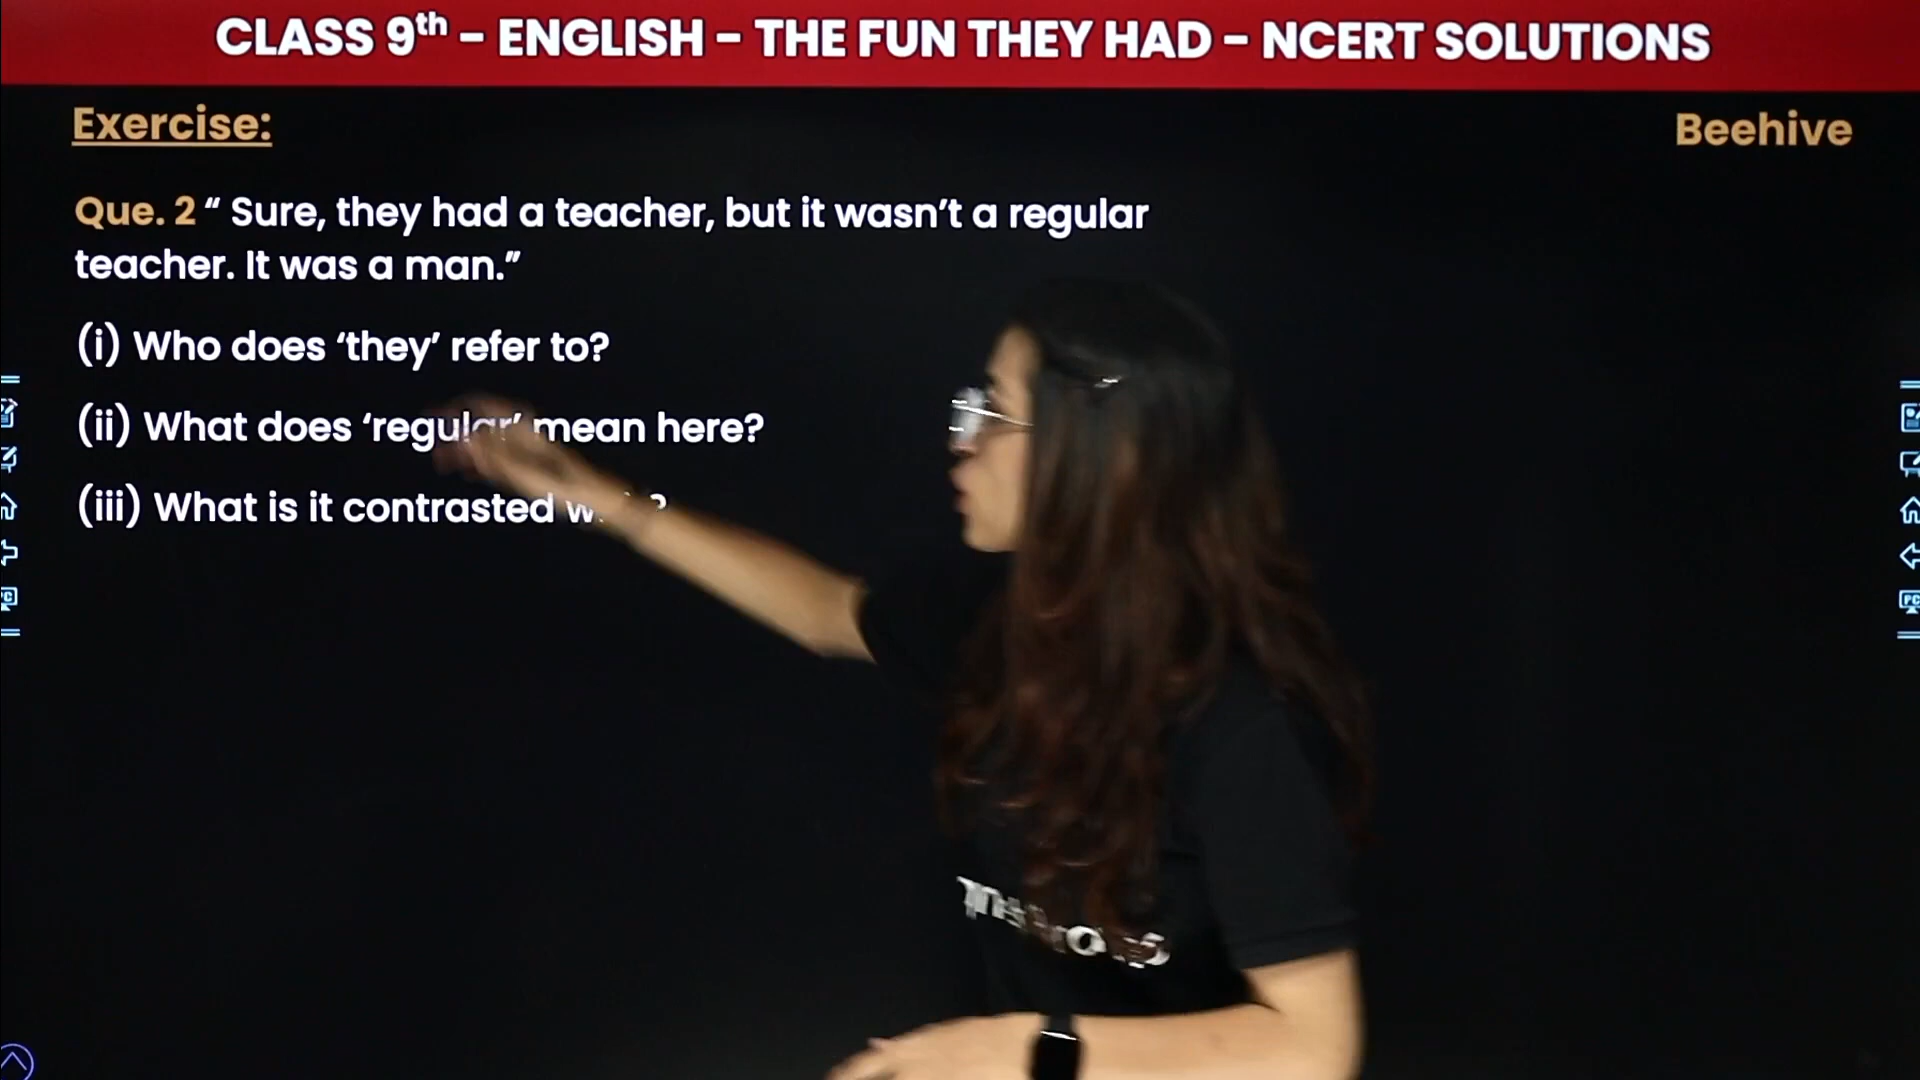 CLASS 9th - ENGLISH - THE FUN THEY HAD - NCERT SOLUTIONS
Exercise:
Beehive
Que. 2 “ Sure, they had a teacher, but it wasn’t a regular
teacher. It was a man.”
(i) Who does ‘they’ refer to?
(ii) What does ‘regular’ mean here?
(iii) What is it contrasted ?